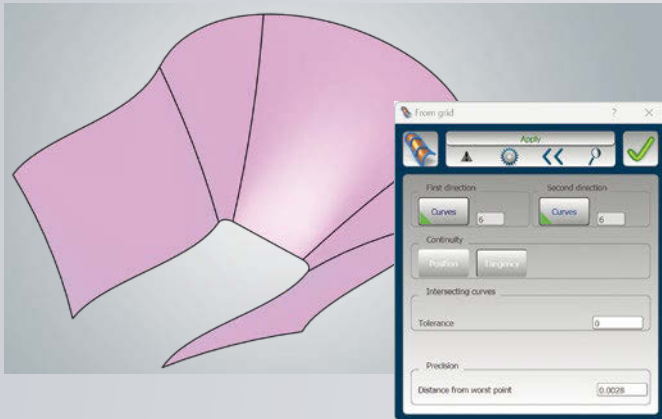 From grid ?
Apply
First direction
Second direction
Curves 6
Curves 6
Continuity
Position Tangency
Intersecting curves
Tolerance 0
Precision
Distance from worst point 0.0028